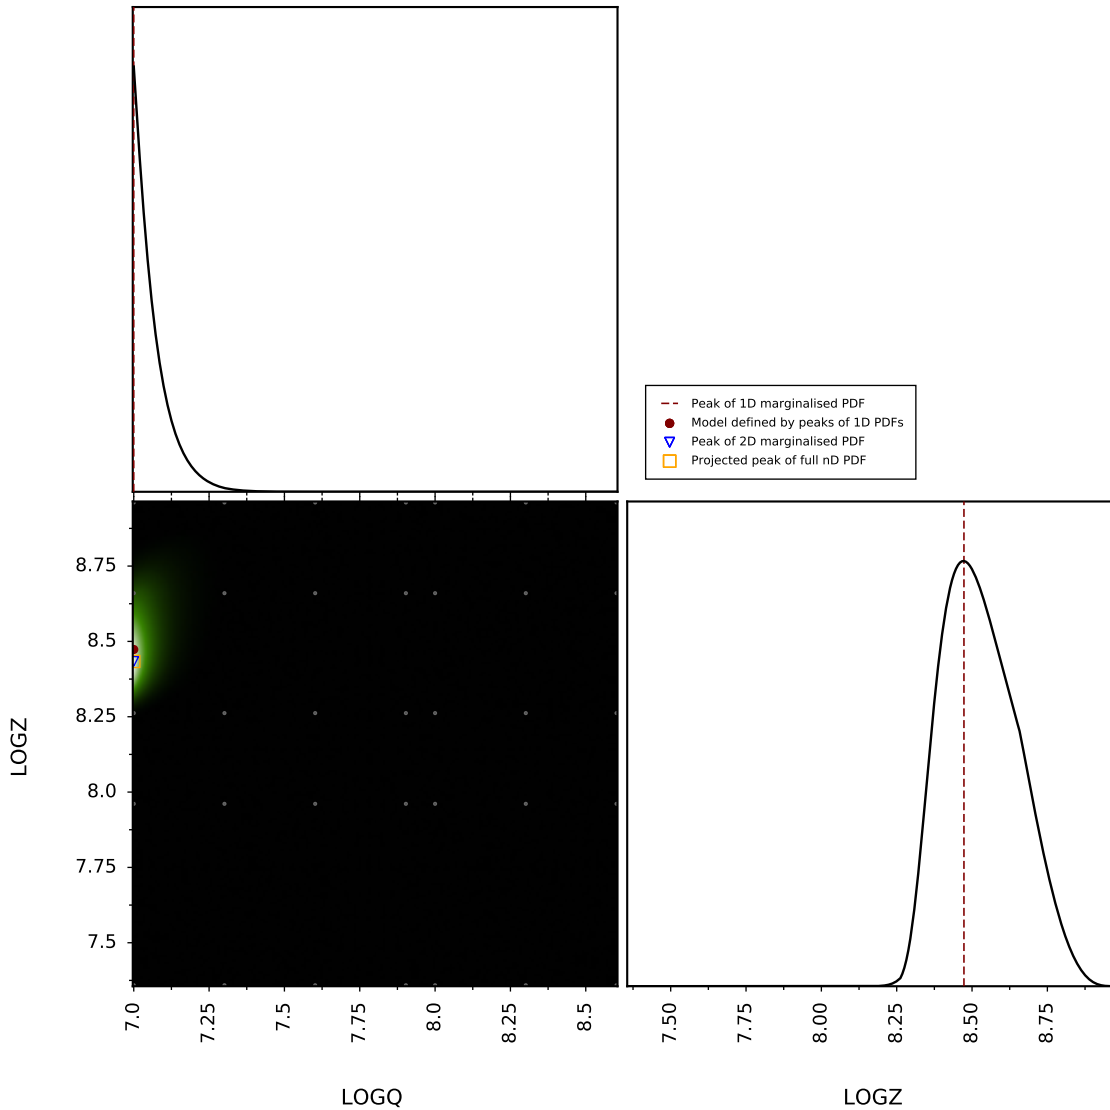 Peak of 1D marginalised PDF
Model defined by peaks of 1D PDFs
Peak of 2D marginalised PDF
Projected peak of full nD PDF
8.75
8.5
8.25
8.0
7.75
7.5
LOGZ
7.0 7.25 7.5 7.75 8.0 8.25 8.5
7.50 7.75 8.00 8.25 8.50 8.75
LOGQ
LOGZ